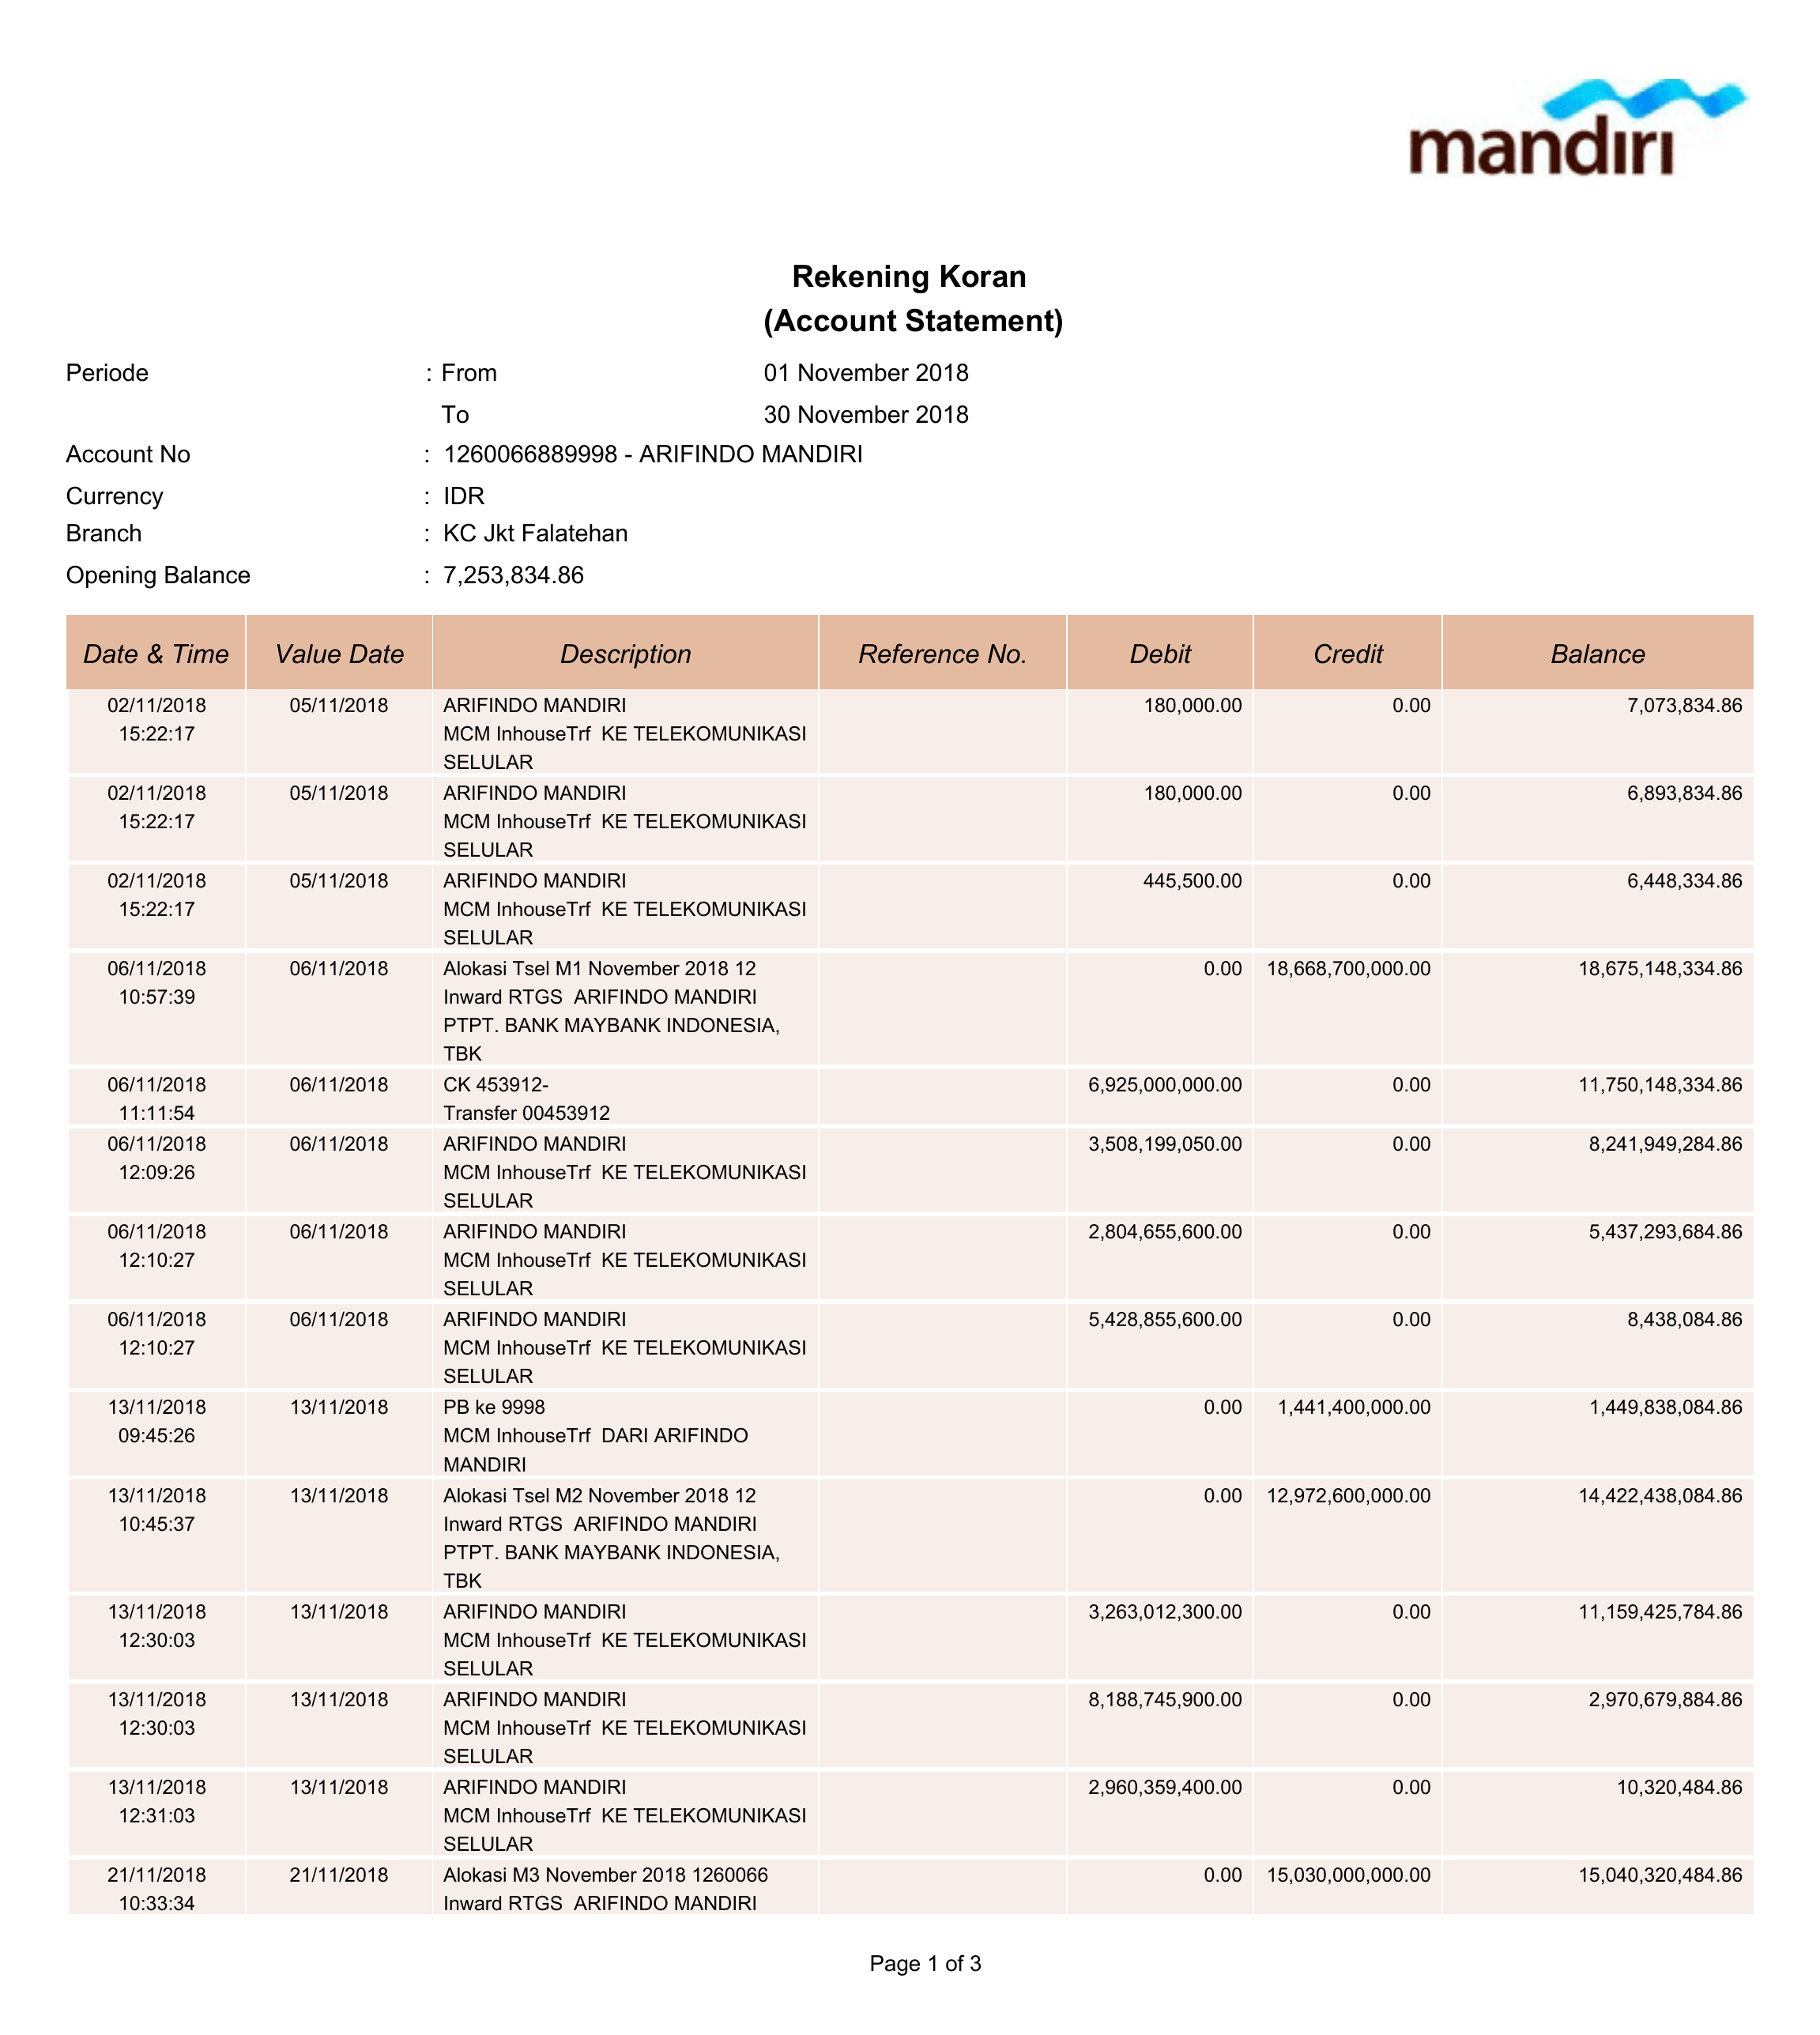 mandiri
Rekening Koran
(Account Statement)
Periode : From 01 November 2018
To 30 November 2018
Account No : 1260066889998 - ARIFINDO MANDIRI
Currency : IDR
Branch : KC Jkt Falatehan
Opening Balance : 7,253,834.86
Date & Time Value Date Description Reference No. Debit Credit Balance
02/11/2018 05/11/2018 ARIFINDO MANDIRI 180,000.00 0.00 7,073,834.86
15:22:17 MCM InhouseTrf KE TELEKOMUNIKASI
SELULAR
02/11/2018 05/11/2018 ARIFINDO MANDIRI 180,000.00 0.00 6,893,834.86
15:22:17 MCM InhouseTrf KE TELEKOMUNIKASI
SELULAR
02/11/2018 05/11/2018 ARIFINDO MANDIRI 445,500.00 0.00 6,448,334.86
15:22:17 MCM InhouseTrf KE TELEKOMUNIKASI
SELULAR
06/11/2018 06/11/2018 Alokasi Tsel M1 November 2018 12 0.00 18,668,700,000.00 18,675,148,334.86
10:57:39 Inward RTGS ARIFINDO MANDIRI
PTPT. BANK MAYBANK INDONESIA,
TBK
06/11/2018 06/11/2018 CK 453912- 6,925,000,000.00 0.00 11,750,148,334.86
11:11:54 Transfer 00453912
06/11/2018 06/11/2018 ARIFINDO MANDIRI 3,508,199,050.00 0.00 8,241,949,284.86
12:09:26 MCM InhouseTrf KE TELEKOMUNIKASI
SELULAR
06/11/2018 06/11/2018 ARIFINDO MANDIRI 2,804,655,600.00 0.00 5,437,293,684.86
12:10:27 MCM InhouseTrf KE TELEKOMUNIKASI
SELULAR
06/11/2018 06/11/2018 ARIFINDO MANDIRI 5,428,855,600.00 0.00 8,438,084.86
12:10:27 MCM InhouseTrf KE TELEKOMUNIKASI
SELULAR
13/11/2018 13/11/2018 PB ke 9998 0.00 1,441,400,000.00 1,449,838,084.86
09:45:26 MCM InhouseTrf DARI ARIFINDO
MANDIRI
13/11/2018 13/11/2018 Alokasi Tsel M2 November 2018 12 0.00 12,972,600,000.00 14,422,438,084.86
10:45:37 Inward RTGS ARIFINDO MANDIRI
PTPT. BANK MAYBANK INDONESIA,
TBK
13/11/2018 13/11/2018 ARIFINDO MANDIRI 3,263,012,300.00 0.00 11,159,425,784.86
12:30:03 MCM InhouseTrf KE TELEKOMUNIKASI
SELULAR
13/11/2018 13/11/2018 ARIFINDO MANDIRI 8,188,745,900.00 0.00 2,970,679,884.86
12:30:03 MCM InhouseTrf KE TELEKOMUNIKASI
SELULAR
13/11/2018 13/11/2018 ARIFINDO MANDIRI 2,960,359,400.00 0.00 10,320,484.86
12:31:03 MCM InhouseTrf KE TELEKOMUNIKASI
SELULAR
21/11/2018 21/11/2018 Alokasi M3 November 2018 1260066 0.00 15,030,000,000.00 15,040,320,484.86
10:33:34 Inward RTGS ARIFINDO MANDIRI
Page 1 of 3